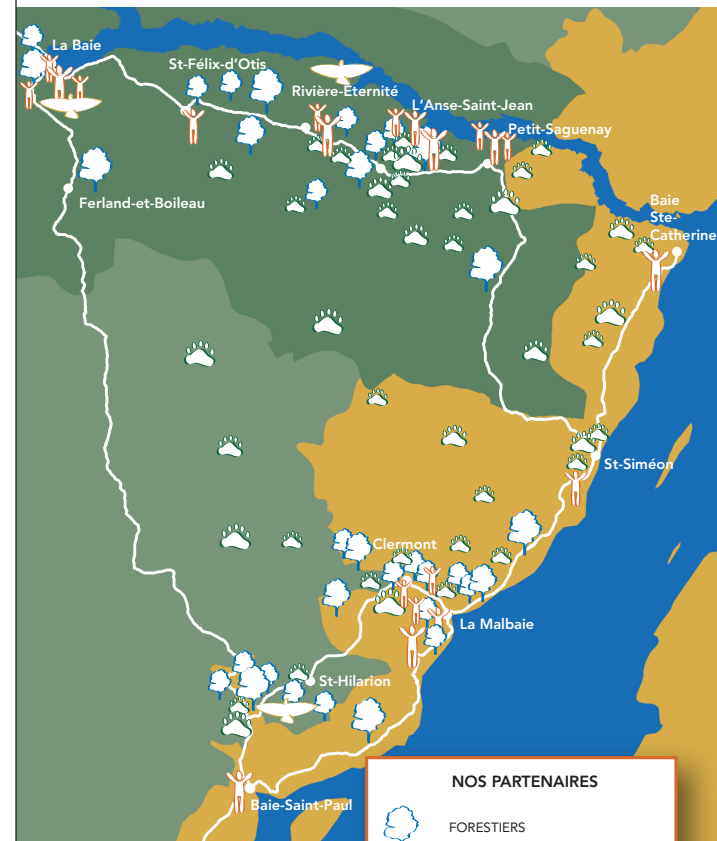 La Baie
St-Félix-d'Otis
Rivière-Éternité
L'Anse-Saint-Jean
Petit-Saguenay
Ferland-et-Boileau
Baie
Ste-
Catherine
St-Siméon
Clermont
La Malbaie
St-Hilarion
Baie-Saint-Paul
NOS PARTENAIRES
FORESTIERS